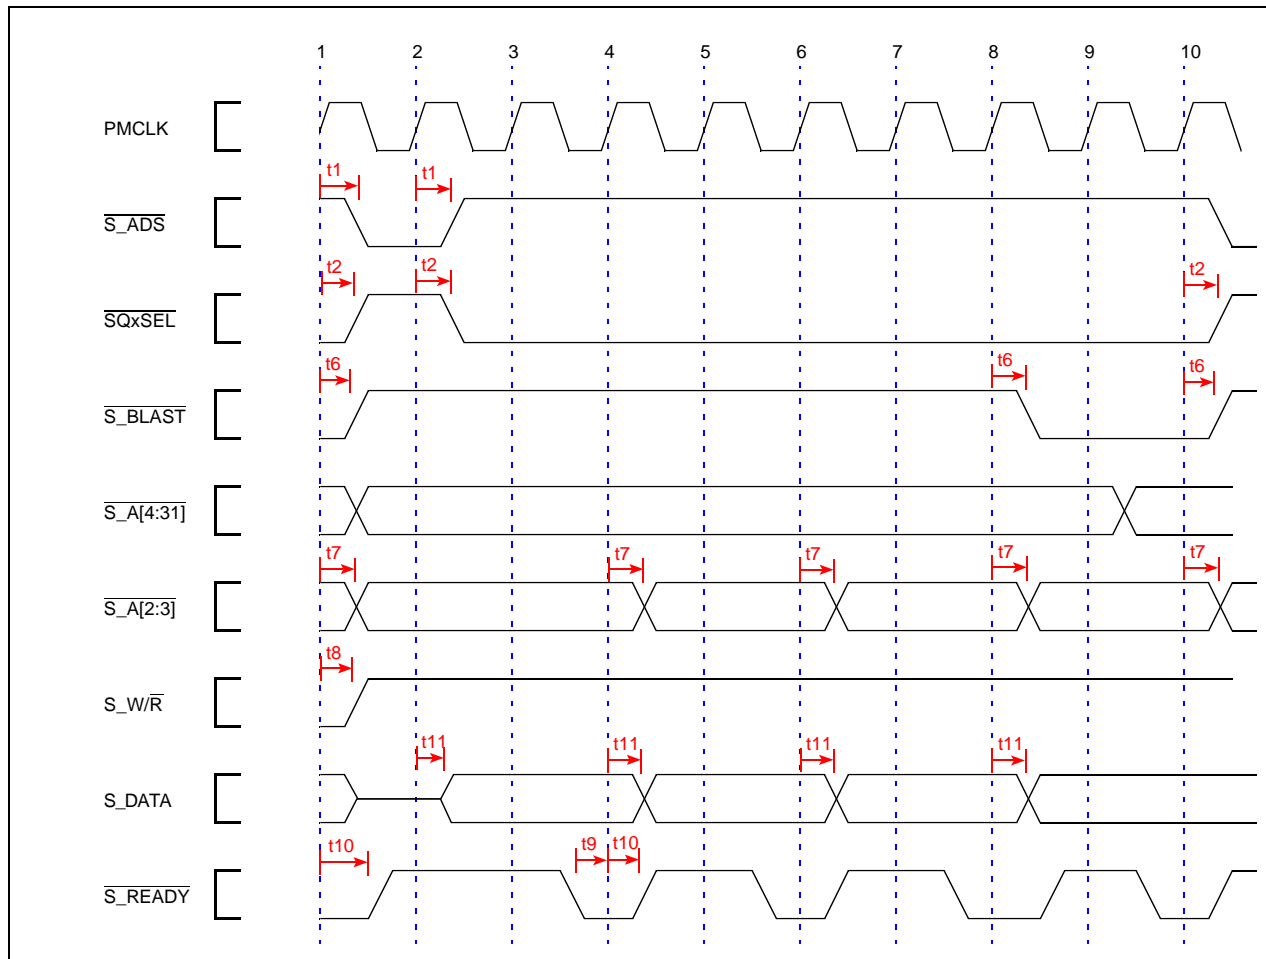 1 2 3 4 5 6 7 8 9 10
PMCLK
t1 t1
S_ADS
t2 t2 t2
SQxSEL
t6 t6 t6
S_BLAST
S_A[4:31]
t7 t7 t7 t7 t7
S_A[2:3]
t8
S_W/R
t11 t11 t11 t11
S_DATA
t10 t9 t10
S_READY